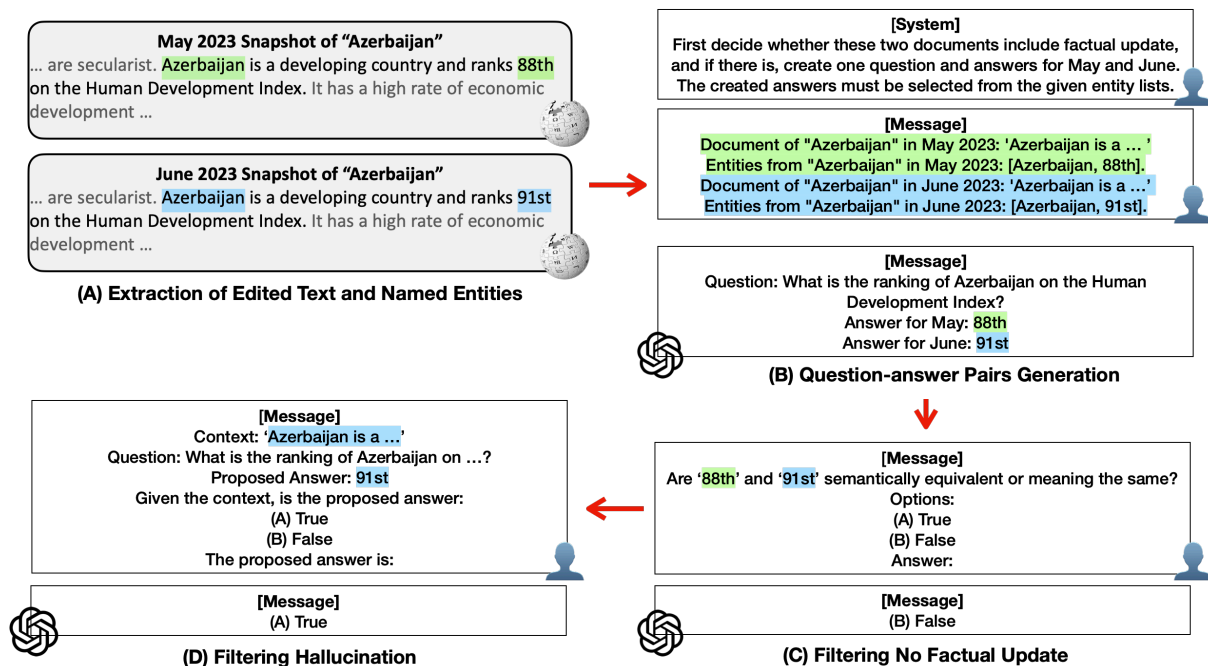 May 2023 Snapshot of “Azerbaijan”
... are secularist. Azerbaijan is a developing country and ranks 88th
on the Human Development Index. It has a high rate of economic
development ...
June 2023 Snapshot of “Azerbaijan”
... are secularist. Azerbaijan is a developing country and ranks 91st
on the Human Development Index. It has a high rate of economic
development ...
(A) Extraction of Edited Text and Named Entities
[System]
First decide whether these two documents include factual update,
and if there is, create one question and answers for May and June.
The created answers must be selected from the given entity lists.
[Message]
Document of "Azerbaijan" in May 2023: 'Azerbaijan is a ... ’
Entities from "Azerbaijan" in May 2023: [Azerbaijan, 88th].
Document of "Azerbaijan" in June 2023: 'Azerbaijan is a ...’
Entities from "Azerbaijan" in June 2023: [Azerbaijan, 91st].
[Message]
Question: What is the ranking of Azerbaijan on the Human
Development Index?
Answer for May: 88th
Answer for June: 91st
(B) Question-answer Pairs Generation
[Message]
Are ‘88th’ and ‘91st’ semantically equivalent or meaning the same?
Options:
(A) True
(B) False
Answer:
[Message]
(B) False
(C) Filtering No Factual Update
[Message]
Context: ‘Azerbaijan is a ...’
Question: What is the ranking of Azerbaijan on ...?
Proposed Answer: 91st
Given the context, is the proposed answer:
(A) True
(B) False
The proposed answer is:
[Message]
(A) True
(D) Filtering Hallucination